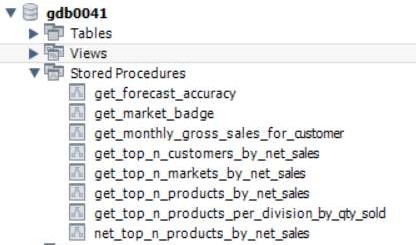 gdb0041
Tables
Views
Stored Procedures
get_forecast_accuracy
get_market_badge
get_monthly_gross_sales_for_customer
get_top_n_customers_by_net_sales
get_top_n_markets_by_net_sales
get_top_n_products_by_net_sales
get_top_n_products_per_division_by_qty_sold
net_top_n_products_by_net_sales